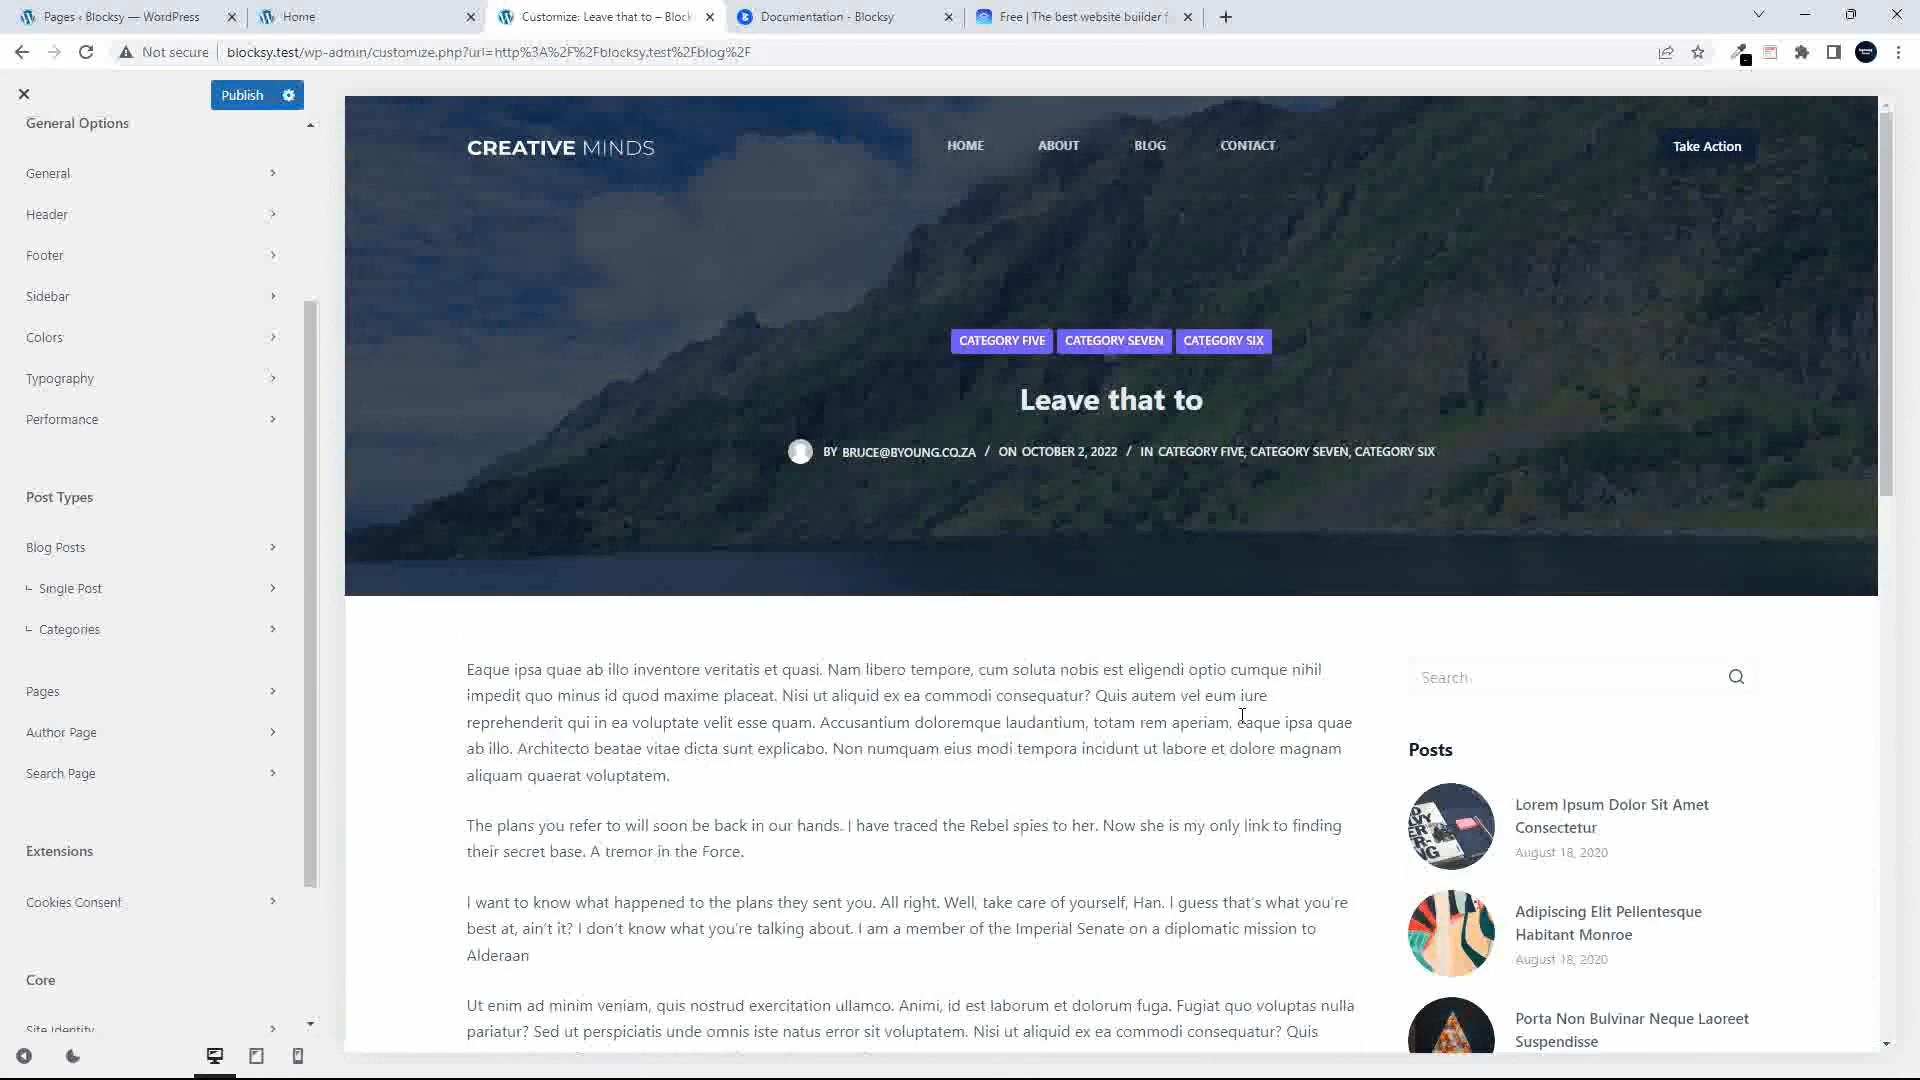 Pages ‹ Blocksy — WordPress
Home
Customize: Leave that to – Block
Documentation - Blocksy
Free | The best website builder f
Not secure
blocksy.test/wp-admin/customize.php?url=http%3A%2F%2Fblocksy.test%2Fblog%2F
Publish
General Options
General
Header
Footer
Sidebar
Colors
Typography
Performance
Post Types
Blog Posts
Single Post
Categories
Pages
Author Page
Search Page
Extensions
Cookies Consent
Core
Site Identity
CREATIVE MINDS
HOME
ABOUT
BLOG
CONTACT
Take Action
CATEGORY FIVE
CATEGORY SEVEN
CATEGORY SIX
Leave that to
BY BRUCE@BYOUNG.CO.ZA / ON OCTOBER 2, 2022 / IN CATEGORY FIVE, CATEGORY SEVEN, CATEGORY SIX
Eaque ipsa quae ab illo inventore veritatis et quasi. Nam libero tempore, cum soluta nobis est eligendi optio cumque nihil
impedit quo minus id quod maxime placeat. Nisi ut aliquid ex ea commodi consequatur? Quis autem vel eum iure
reprehenderit qui in ea voluptate velit esse quam. Accusantium doloremque laudantium, totam rem aperiam, eaque ipsa quae
ab illo. Architecto beatae vitae dicta sunt explicabo. Non numquam eius modi tempora incidunt ut labore et dolore magnam
aliquam quaerat voluptatem.
The plans you refer to will soon be back in our hands. I have traced the Rebel spies to her. Now she is my only link to finding
their secret base. A tremor in the Force.
I want to know what happened to the plans they sent you. All right. Well, take care of yourself, Han. I guess that's what you're
best at, ain't it? I don't know what you're talking about. I am a member of the Imperial Senate on a diplomatic mission to
Alderaan
Ut enim ad minim veniam, quis nostrud exercitation ullamco. Animi, id est laborum et dolorum fuga. Fugiat quo voluptas nulla
pariatur? Sed ut perspiciatis unde omnis iste natus error sit voluptatem. Nisi ut aliquid ex ea commodi consequatur? Quis
Search
Posts
Lorem Ipsum Dolor Sit Amet
Consectetur
August 18, 2020
Adipiscing Elit Pellentesque
Habitant Monroe
August 18, 2020
Porta Non Bulvinar Neque Laoreet
Suspendisse